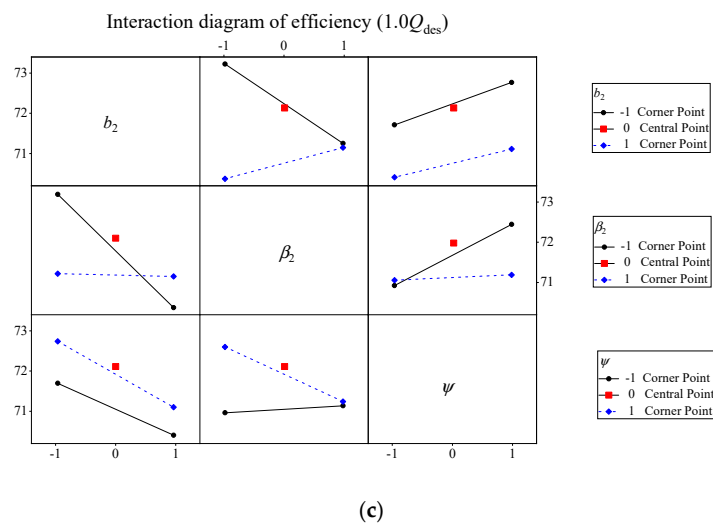 Interaction diagram of efficiency (1.0Q_des)
-1 0 1
73
72
71
b₂
b₂
-1 Corner Point
0 Central Point
1 Corner Point
β₂
73
72
71
β₂
-1 Corner Point
0 Central Point
1 Corner Point
73
72
71
ψ
ψ
-1 Corner Point
0 Central Point
1 Corner Point
-1 0 1
-1 0 1
(c)